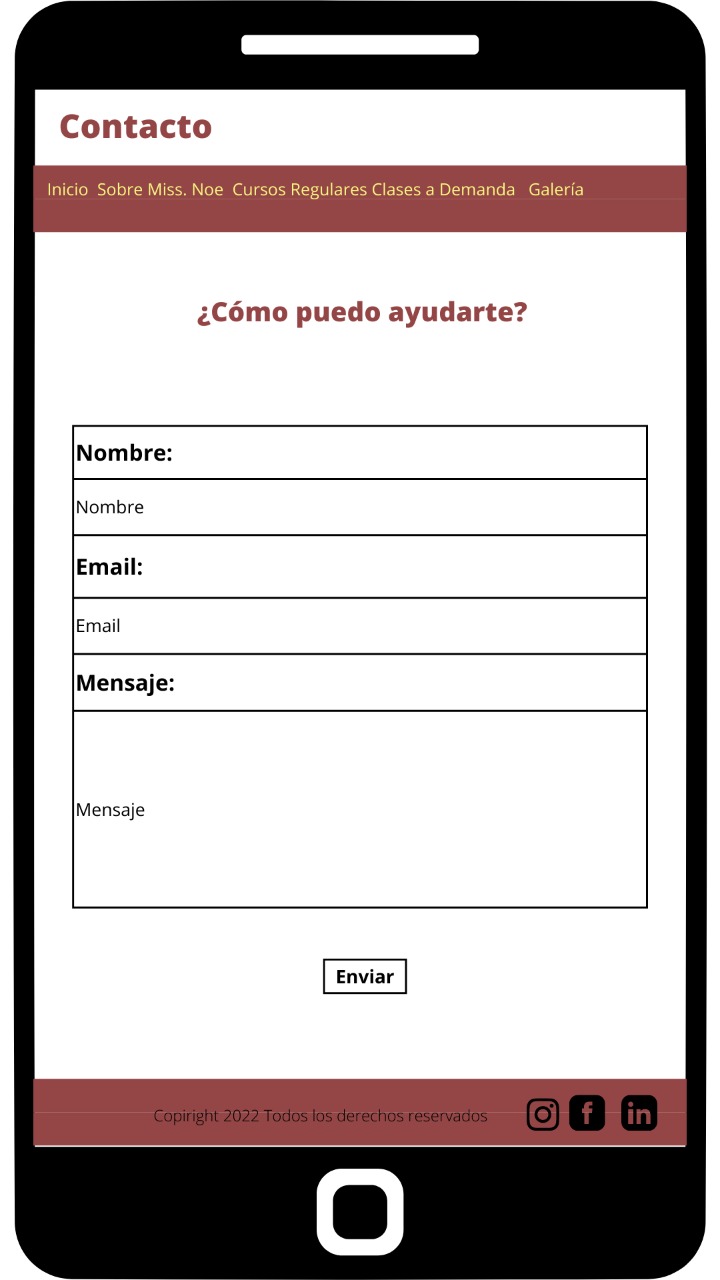 Contacto
Inicio Sobre Miss. Noe Cursos Regulares Clases a Demanda Galería
¿Cómo puedo ayudarte?
Nombre:
Nombre
Email:
Email
Mensaje:
Mensaje
Enviar
Copiright 2022 Todos los derechos reservados